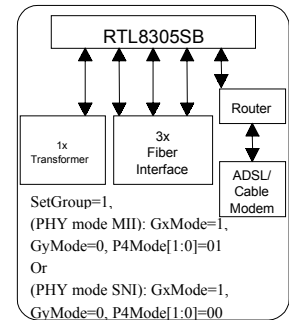 RTL8305SB
1x
Transformer
3x
Fiber
Interface
Router
ADSL/
Cable
Modem
SetGroup=1,
(PHY mode MII): GxMode=1,
GyMode=0, P4Mode[1:0]=01
Or
(PHY mode SNI): GxMode=1,
GyMode=0, P4Mode[1:0]=00